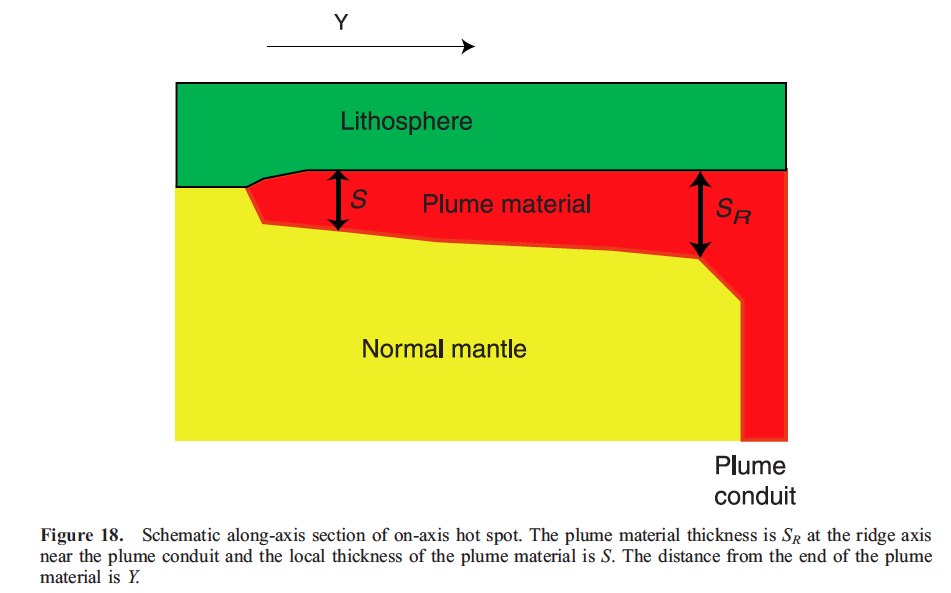 Y
Lithosphere
S
Plume material
SR
Normal mantle
Plume
conduit
Figure 18. Schematic along-axis section of on-axis hot spot. The plume material thickness is SR at the ridge axis
near the plume conduit and the local thickness of the plume material is S. The distance from the end of the plume
material is Y.